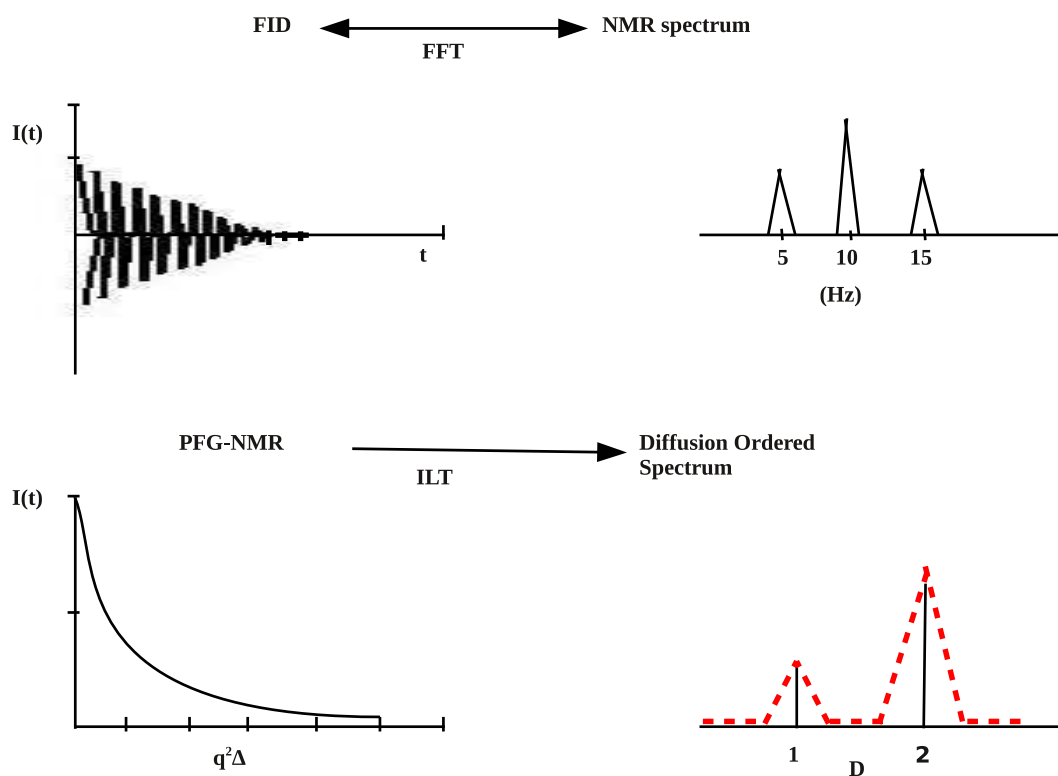 FID
NMR spectrum
FFT
I(t)
t
5
10
15
(Hz)
PFG-NMR
Diffusion Ordered
Spectrum
ILT
I(t)
q²Δ
1
2
D